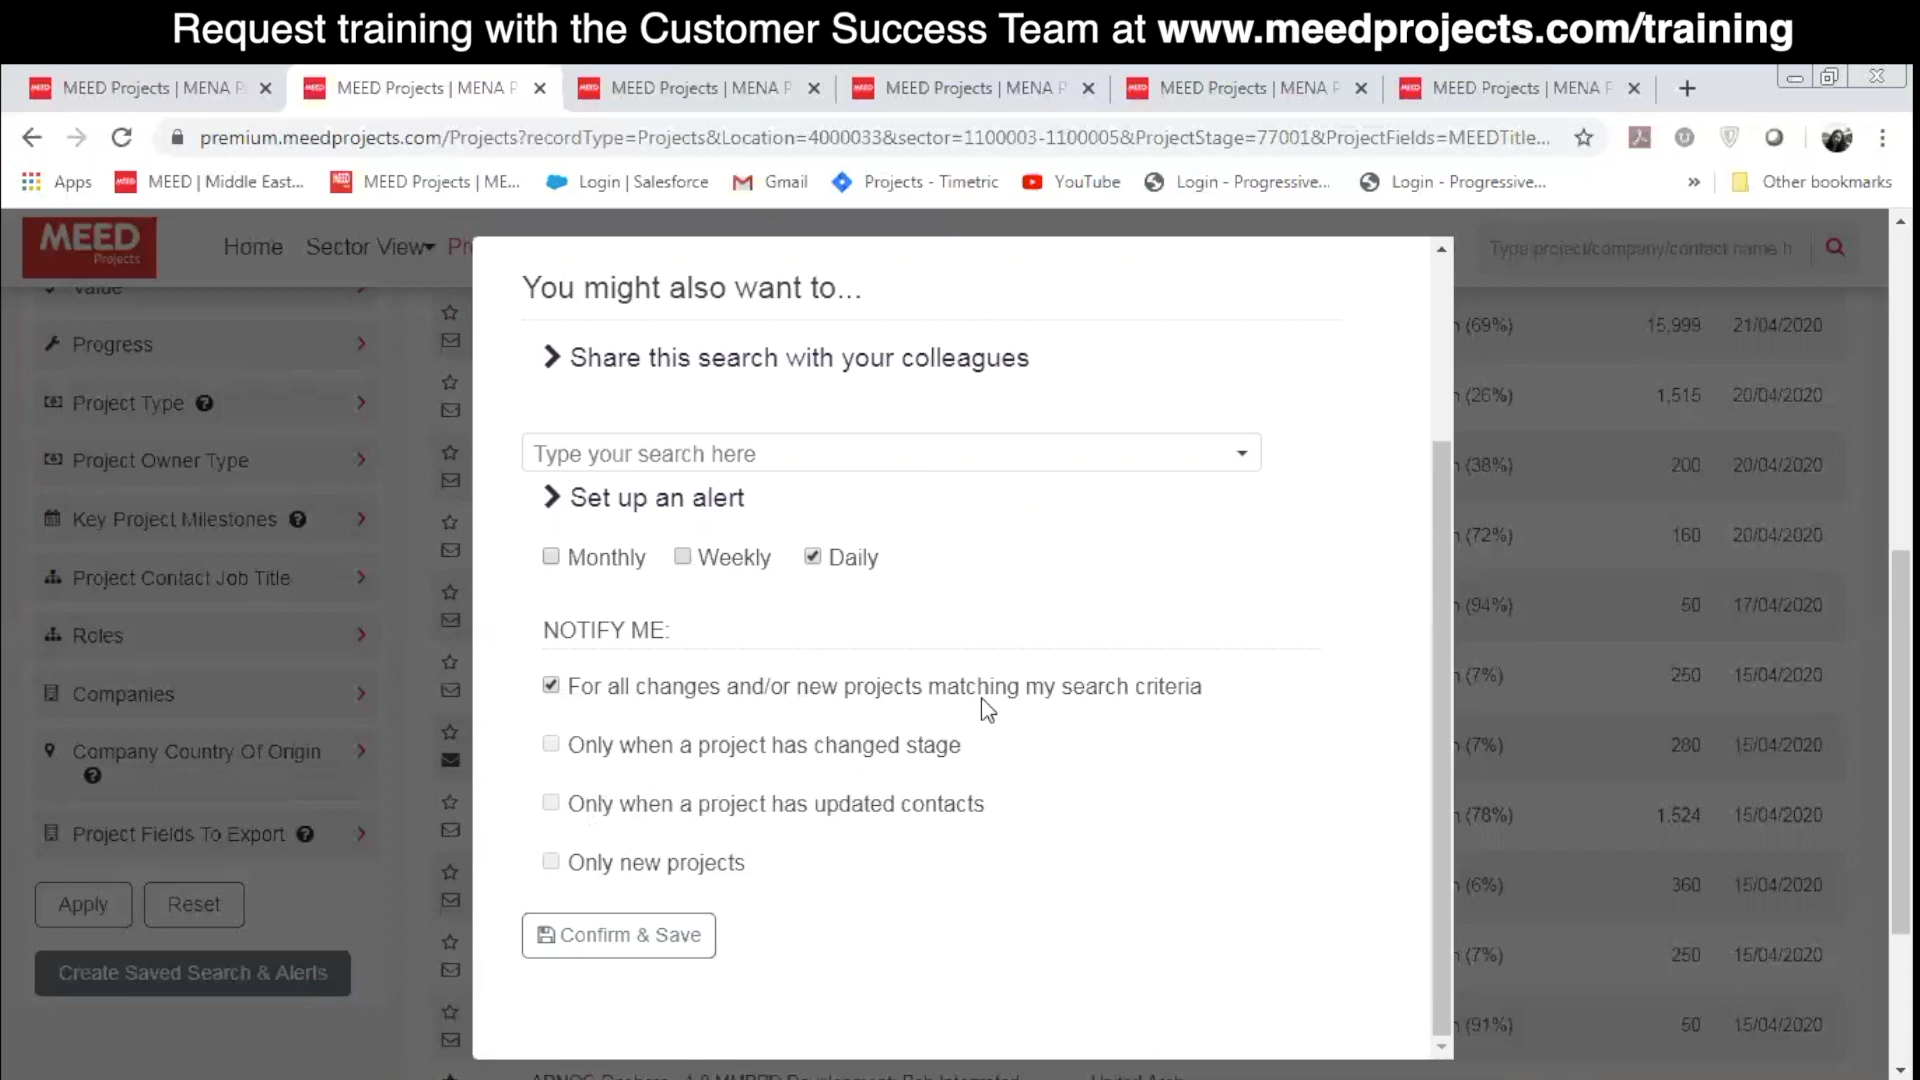 Request training with the Customer Success Team at www.meedprojects.com/training
MEED Projects | MENA P
MEED Projects | MENA P
MEED Projects | MENA P
MEED Projects | MENA P
MEED Projects | MENA P
MEED Projects | MENA P
premium.meedprojects.com/Projects?recordType=Projects&Location=4000033&sector=1100003-1100005&ProjectStage=77001&ProjectFields=MEEDTitle...
Apps
MEED | Middle East...
MEED Projects | ME...
Login | Salesforce
Gmail
Projects - Timetric
YouTube
Login - Progressive...
Login - Progressive...
Other bookmarks
MEED Projects
Home
Sector View
Pr
Type project/company/contact name h
Value
Progress
Project Type
Project Owner Type
Key Project Milestones
Project Contact Job Title
Roles
Companies
Company Country Of Origin
Project Fields To Export
Apply
Reset
Create Saved Search & Alerts
You might also want to...
Share this search with your colleagues
Type your search here
Set up an alert
Monthly
Weekly
Daily
NOTIFY ME:
For all changes and/or new projects matching my search criteria
Only when a project has changed stage
Only when a project has updated contacts
Only new projects
Confirm & Save
n (69%) 15,999 21/04/2020
n (26%) 1,515 20/04/2020
n (38%) 200 20/04/2020
n (72%) 160 20/04/2020
n (94%) 50 17/04/2020
n (7%) 250 15/04/2020
n (7%) 280 15/04/2020
n (78%) 1,524 15/04/2020
n (6%) 360 15/04/2020
n (7%) 250 15/04/2020
n (91%) 50 15/04/2020